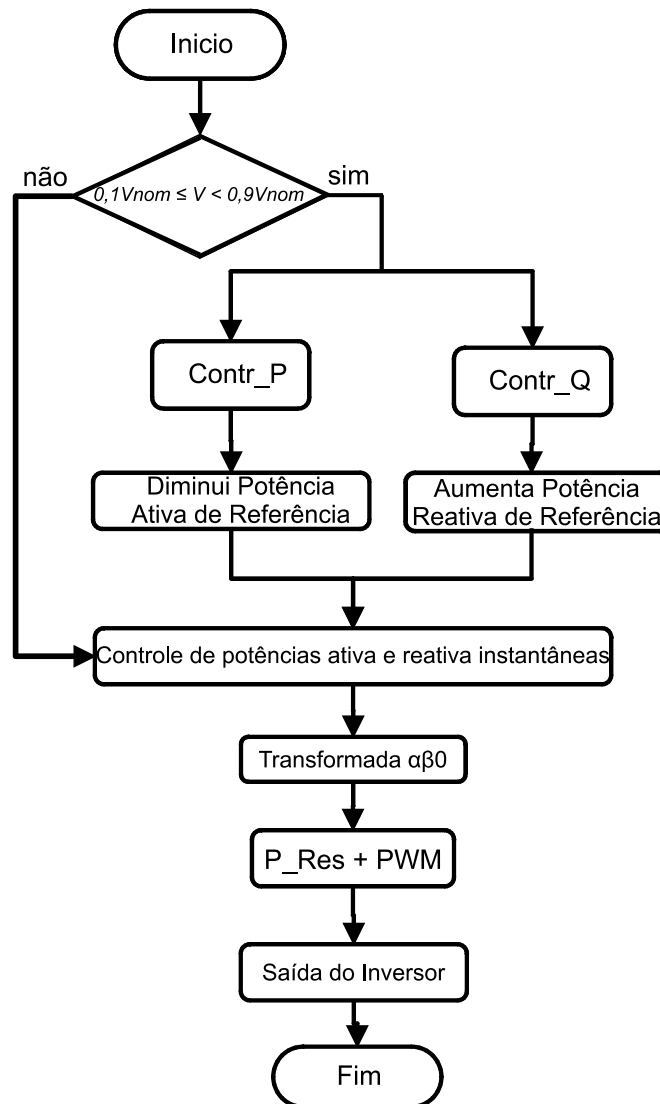 Inicio
não
0,1Vnom ≤ V < 0,9Vnom
sim
Contr_P
Contr_Q
Diminui Potência
Ativa de Referência
Aumenta Potência
Reativa de Referência
Controle de potências ativa e reativa instantâneas
Transformada αβ0
P_Res + PWM
Saída do Inversor
Fim